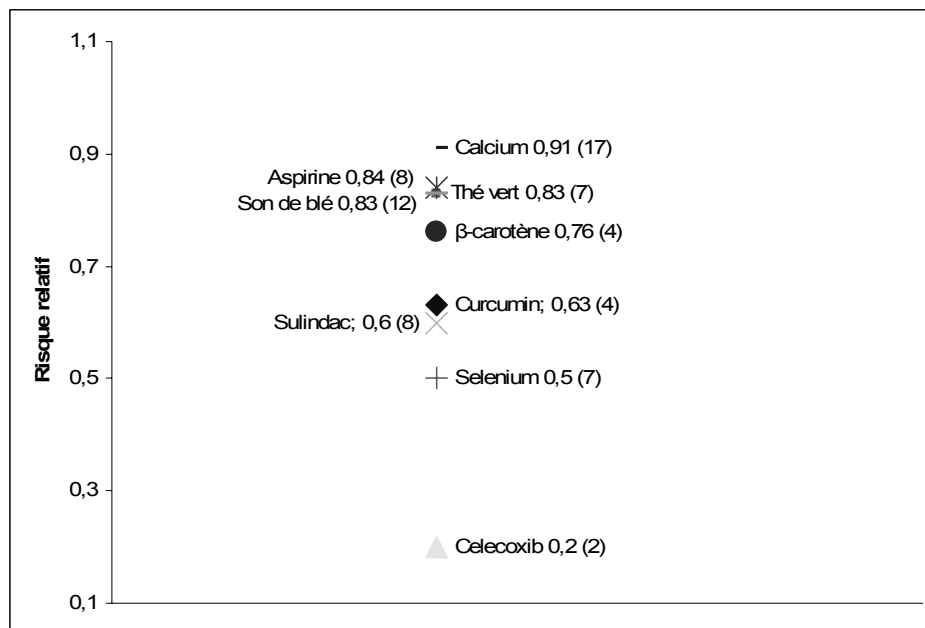 1,1
0,9
0,7
0,5
0,3
0,1
Risque relatif
Calcium 0,91 (17)
Aspirine 0,84 (8)
Thé vert 0,83 (7)
Son de blé 0,83 (12)
β-carotène 0,76 (4)
Curcumin; 0,63 (4)
Sulindac; 0,6 (8)
Selenium 0,5 (7)
Celecoxib 0,2 (2)